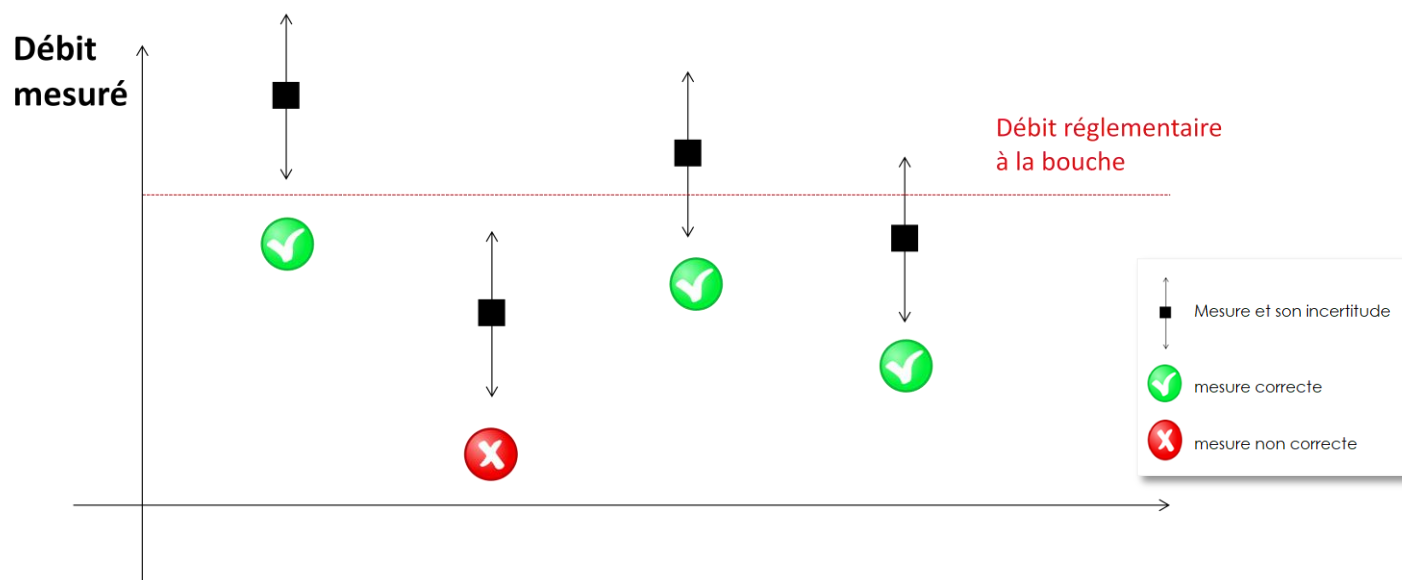 Débit
mesuré
Débit réglementaire
à la bouche
Mesure et son incertitude
mesure correcte
mesure non correcte